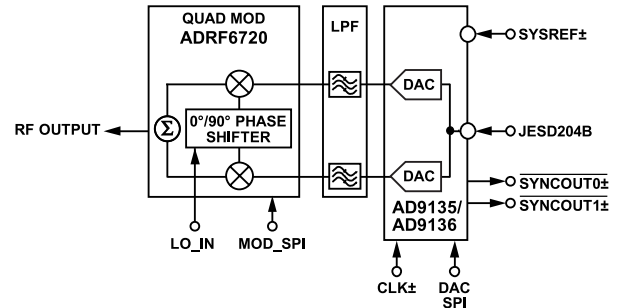 QUAD MOD
ADRF6720
LPF
SYSREF±
DAC
0°/90° PHASE
SHIFTER
Σ
RF OUTPUT
JESD204B
DAC
SYNCOUT0±
SYNCOUT1±
AD9135/
AD9136
LO_IN
MOD_SPI
CLK±
DAC
SPI